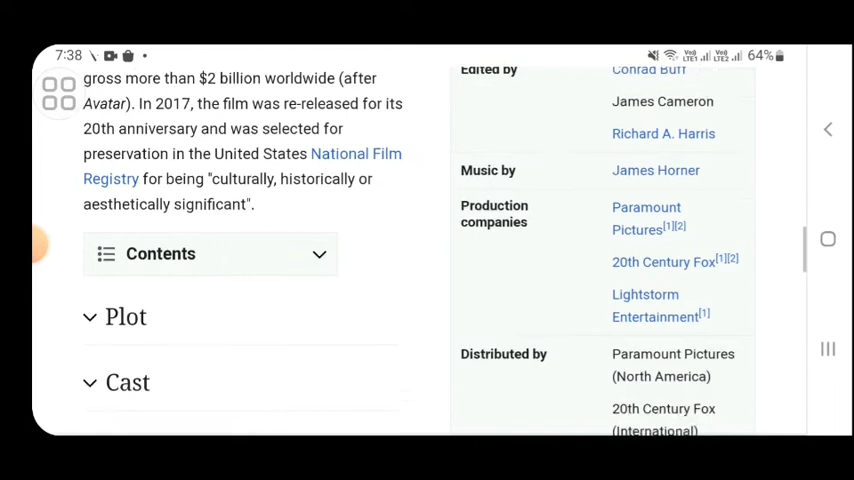 7:38
64%
gross more than $2 billion worldwide (after
Avatar). In 2017, the film was re-released for its
20th anniversary and was selected for
preservation in the United States National Film
Registry for being "culturally, historically or
aesthetically significant".
Contents
Plot
Cast
Edited by
Conrad Buff
James Cameron
Richard A. Harris
Music by
James Horner
Production
companies
Paramount
Pictures[1][2]
20th Century Fox[1][2]
Lightstorm
Entertainment[1]
Distributed by
Paramount Pictures
(North America)
20th Century Fox
(International)